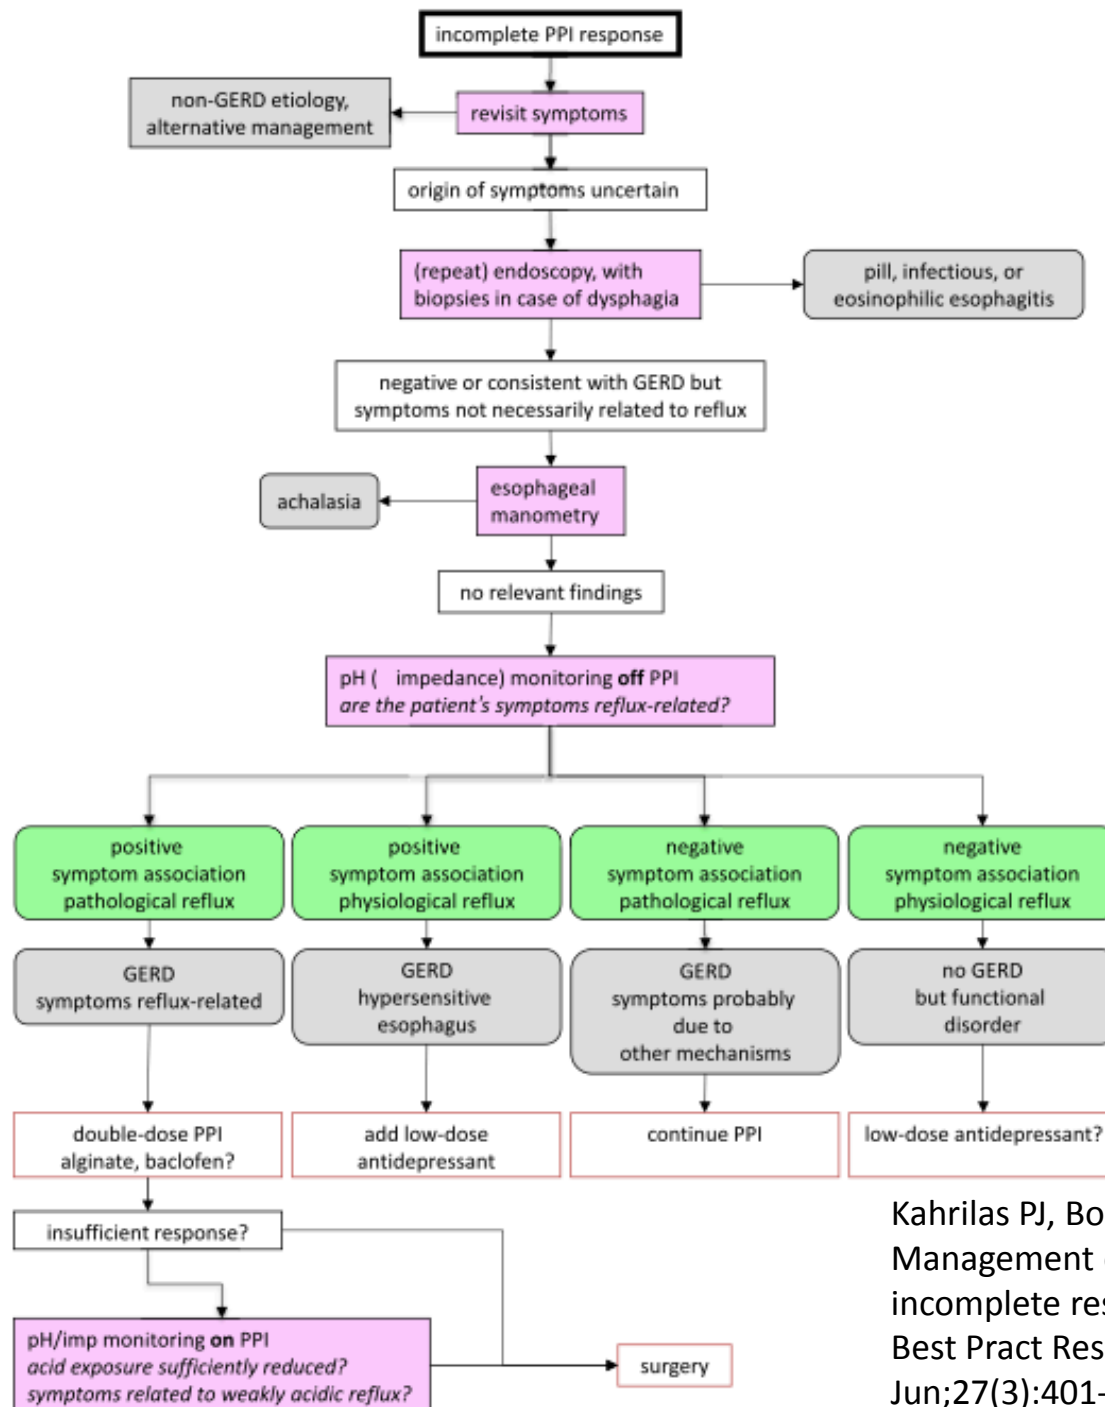 incomplete PPI response
non-GERD etiology,
alternative management
revisit symptoms
origin of symptoms uncertain
(repeat) endoscopy, with
biopsies in case of dysphagia
pill, infectious, or
eosinophilic esophagitis
negative or consistent with GERD but
symptoms not necessarily related to reflux
achalasia
esophageal
manometry
no relevant findings
pH ( impedance) monitoring off PPI
are the patient's symptoms reflux-related?
positive
symptom association
pathological reflux
positive
symptom association
physiological reflux
negative
symptom association
pathological reflux
negative
symptom association
physiological reflux
GERD
symptoms reflux-related
GERD
hypersensitive
esophagus
GERD
symptoms probably
due to
other mechanisms
no GERD
but functional
disorder
double-dose PPI
alginate, baclofen?
add low-dose
antidepressant
continue PPI
low-dose antidepressant?
insufficient response?
pH/imp monitoring on PPI
acid exposure sufficiently reduced?
symptoms related to weakly acidic reflux?
surgery
Kahrilas PJ, Bo
Management
incomplete res
Best Pract Res
Jun;27(3):401-